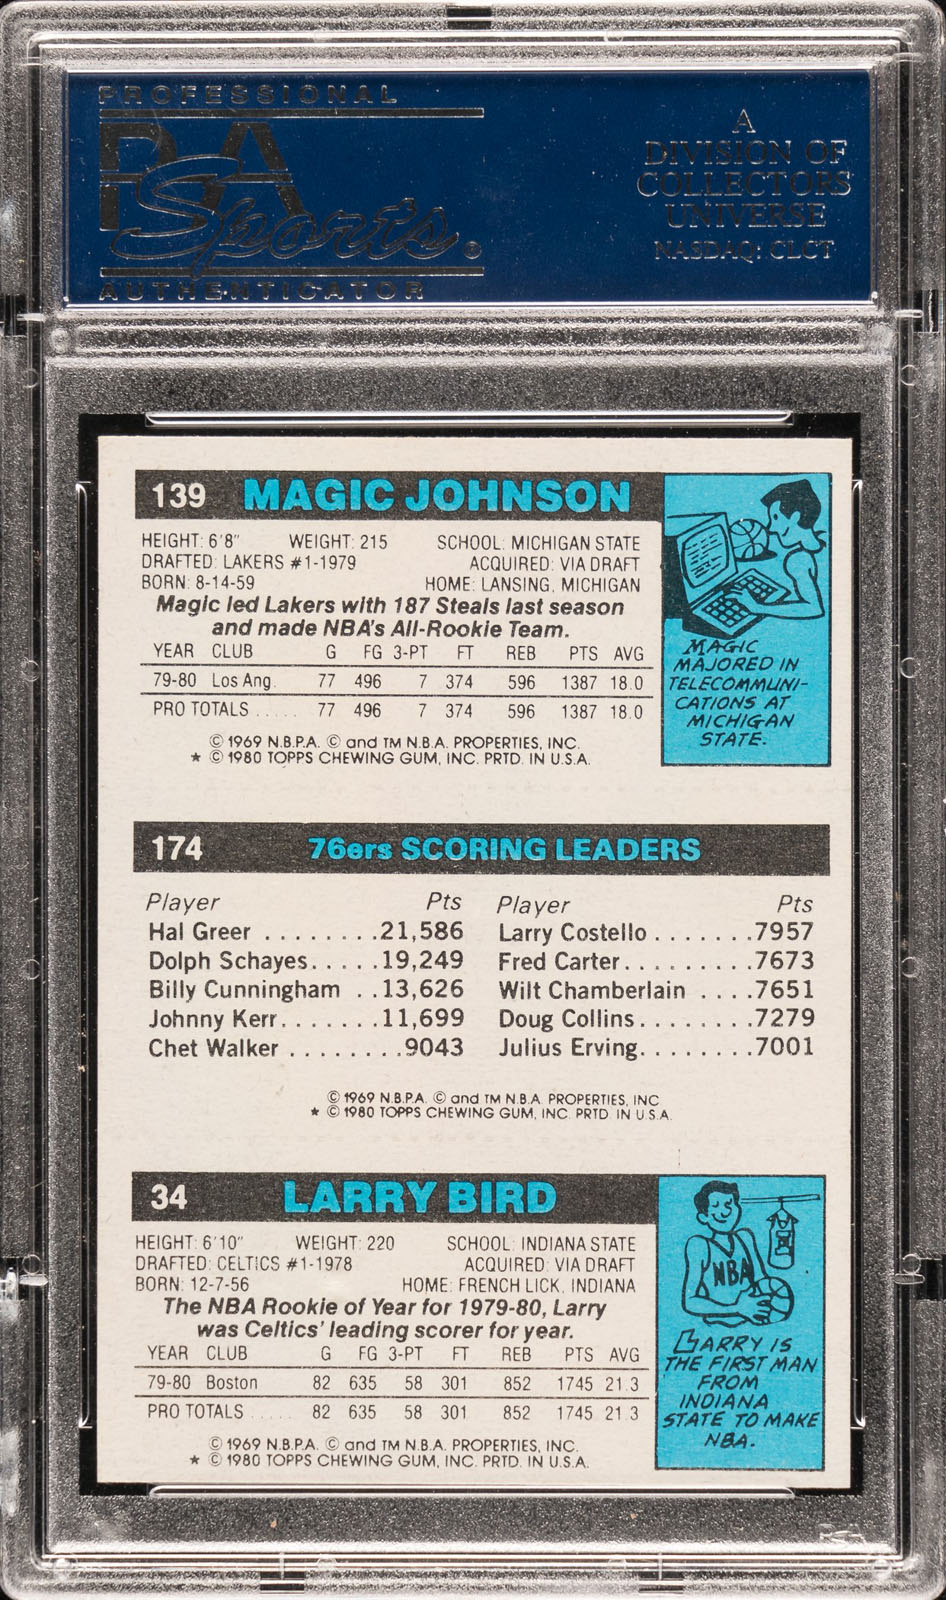 PROFESSIONAL
PSA
Sports®
AUTHENTICATOR
A
DIVISION OF
COLLECTORS
UNIVERSE
NASDAQ: CLCT
139 MAGIC JOHNSON
HEIGHT: 6'8" WEIGHT: 215 SCHOOL: MICHIGAN STATE
DRAFTED: LAKERS #1-1979 ACQUIRED: VIA DRAFT
BORN: 8-14-59 HOME: LANSING, MICHIGAN
Magic led Lakers with 187 Steals last season
and made NBA's All-Rookie Team.
YEAR CLUB G FG 3-PT FT REB PTS AVG
79-80 Los Ang. 77 496 7 374 596 1387 18.0
PRO TOTALS ..... 77 496 7 374 596 1387 18.0
© 1969 N.B.P.A. © and TM N.B.A. PROPERTIES, INC.
★ © 1980 TOPPS CHEWING GUM, INC. PRTD. IN U.S.A.
MAGIC
MAJORED IN
TELECOMMUNI-
CATIONS AT
MICHIGAN
STATE.
174 76ers SCORING LEADERS
Player Pts Player Pts
Hal Greer ........21,586 Larry Costello .......7957
Dolph Schayes.....19,249 Fred Carter.........7673
Billy Cunningham ..13,626 Wilt Chamberlain ....7651
Johnny Kerr.......11,699 Doug Collins........7279
Chet Walker ........9043 Julius Erving........7001
© 1969 N.B.P.A. © and TM N.B.A. PROPERTIES, INC
★ © 1980 TOPPS CHEWING GUM, INC. PRTD. IN U.S.A.
34 LARRY BIRD
HEIGHT: 6'10" WEIGHT: 220 SCHOOL: INDIANA STATE
DRAFTED: CELTICS #1-1978 ACQUIRED: VIA DRAFT
BORN: 12-7-56 HOME: FRENCH LICK, INDIANA
The NBA Rookie of Year for 1979-80, Larry
was Celtics' leading scorer for year.
YEAR CLUB G FG 3-PT FT REB PTS AVG
79-80 Boston 82 635 58 301 852 1745 21.3
PRO TOTALS ..... 82 635 58 301 852 1745 21.3
© 1969 N.B.P.A. © and TM N.B.A. PROPERTIES, INC.
★ © 1980 TOPPS CHEWING GUM, INC. PRTD. IN U.S.A.
NBA
LARRY IS
THE FIRST MAN
FROM
INDIANA
STATE TO MAKE
NBA.